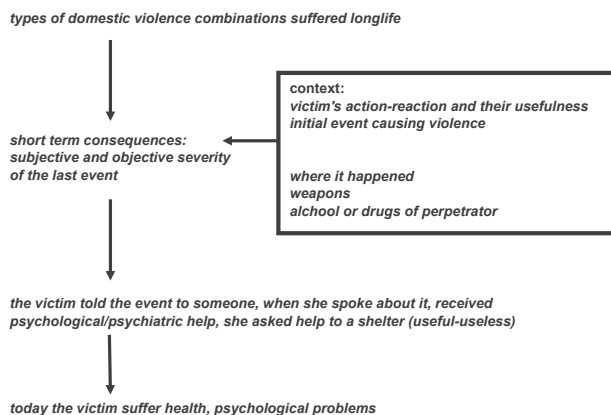 types of domestic violence combinations suffered longlife
context:
victim's action-reaction and their usefulness
initial event causing violence
short term consequences:
subjective and objective severity
of the last event
where it happened
weapons
alchool or drugs of perpetrator
the victim told the event to someone, when she spoke about it, received
psychological/psychiatric help, she asked help to a shelter (useful-useless)
today the victim suffer health, psychological problems